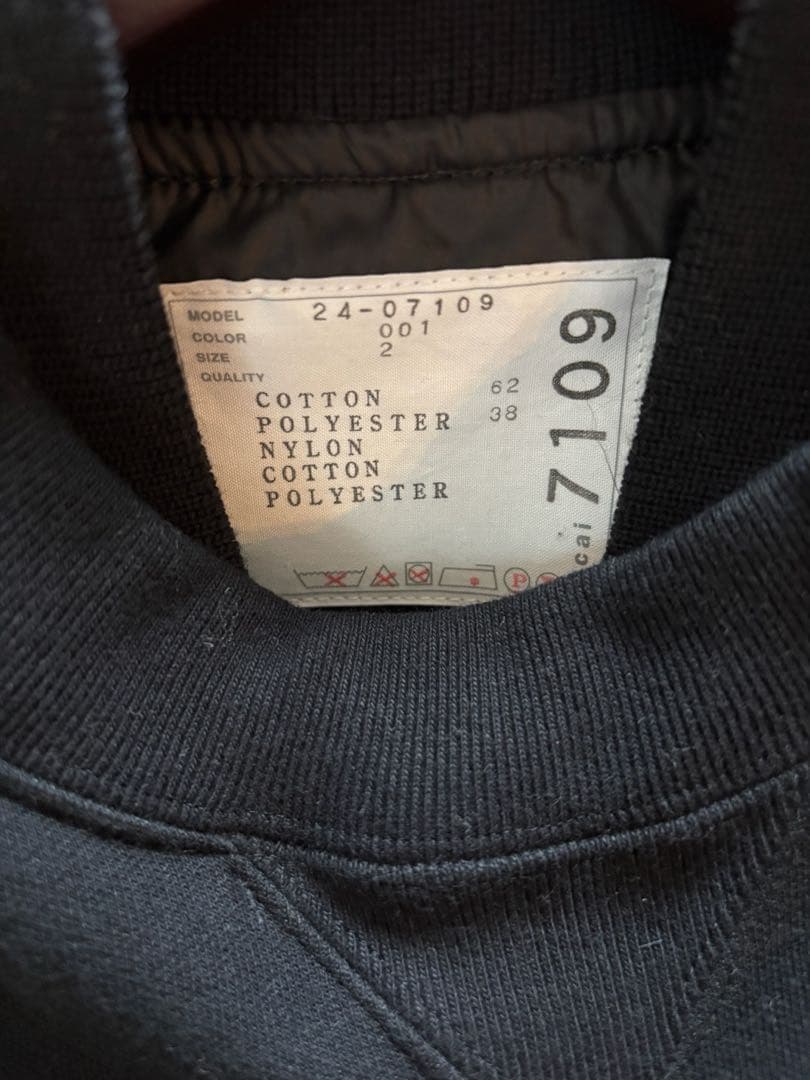 MODEL 24-07109
COLOR 001
SIZE 2
QUALITY
COTTON 62
POLYESTER 38
NYLON
COTTON
POLYESTER
P
7109
cai